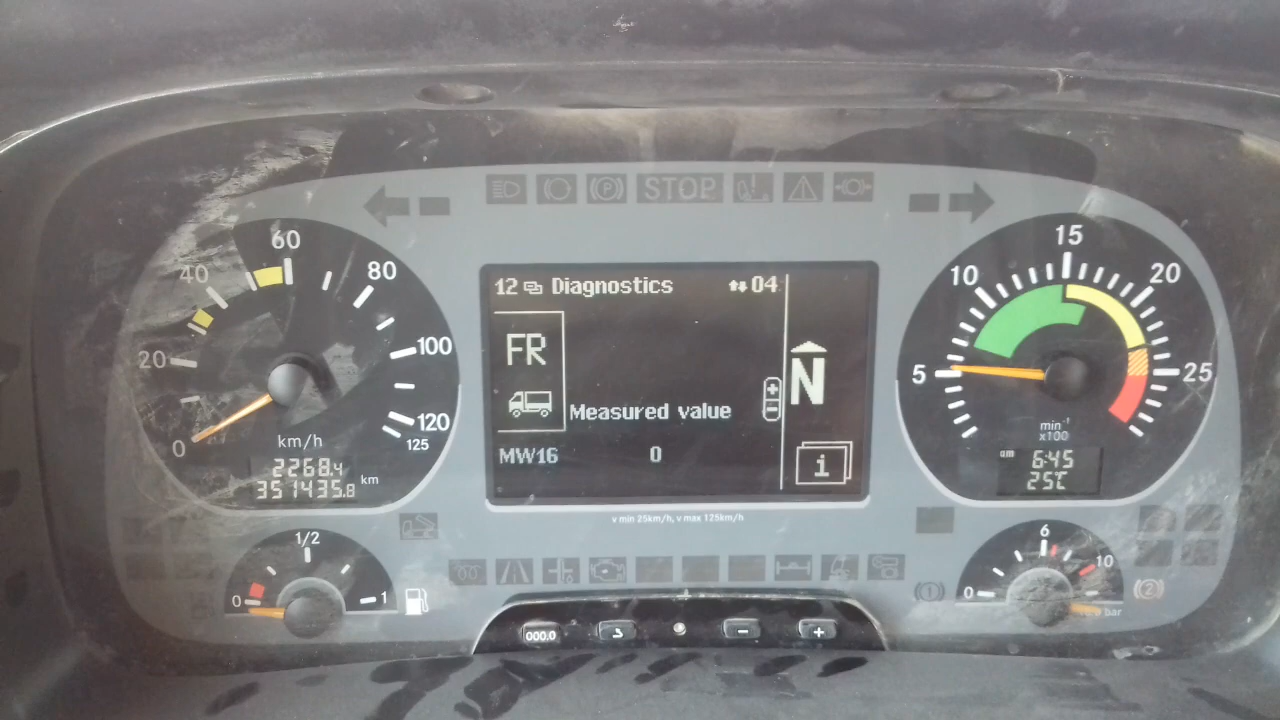 STOP
P
12 Diagnostics 04
FR
N
Measured value
MW16 0
i
v min 25km/h, v max 125km/h
0
20
40
60
80
100
120
125
km/h
2268.4
351435.8 km
5
10
15
20
25
min-1
x100
am 6:45
25℃
0
1/2
1
0
6
10
bar
1
2
000.0
-
+